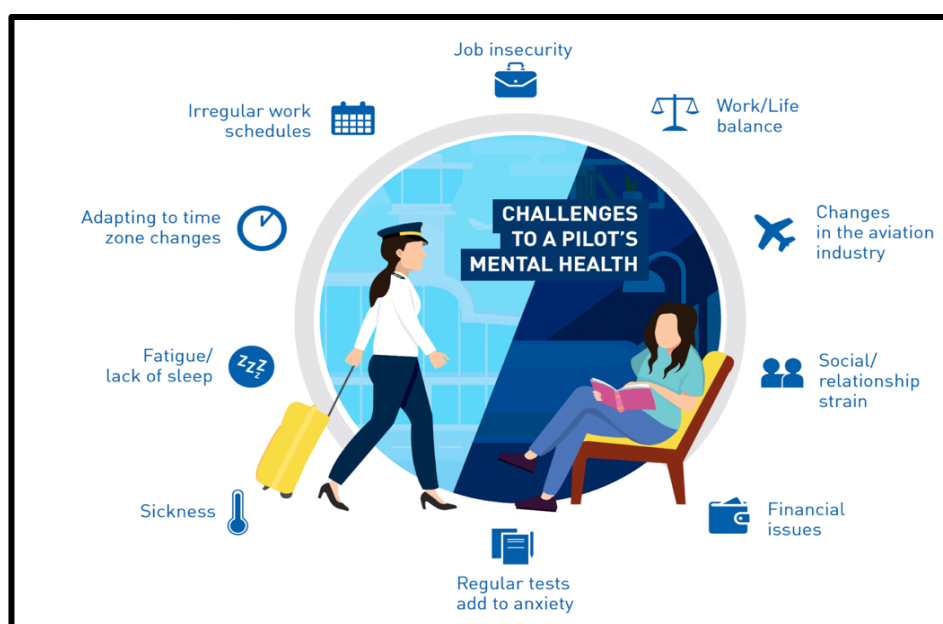 Job insecurity
Irregular work
schedules
Work/Life
balance
CHALLENGES
TO A PILOT'S
MENTAL HEALTH
Adapting to time
zone changes
Changes
in the aviation
industry
Fatigue/
lack of sleep
ZZZ
Z
Social/
relationship
strain
Sickness
Financial
issues
Regular tests
add to anxiety